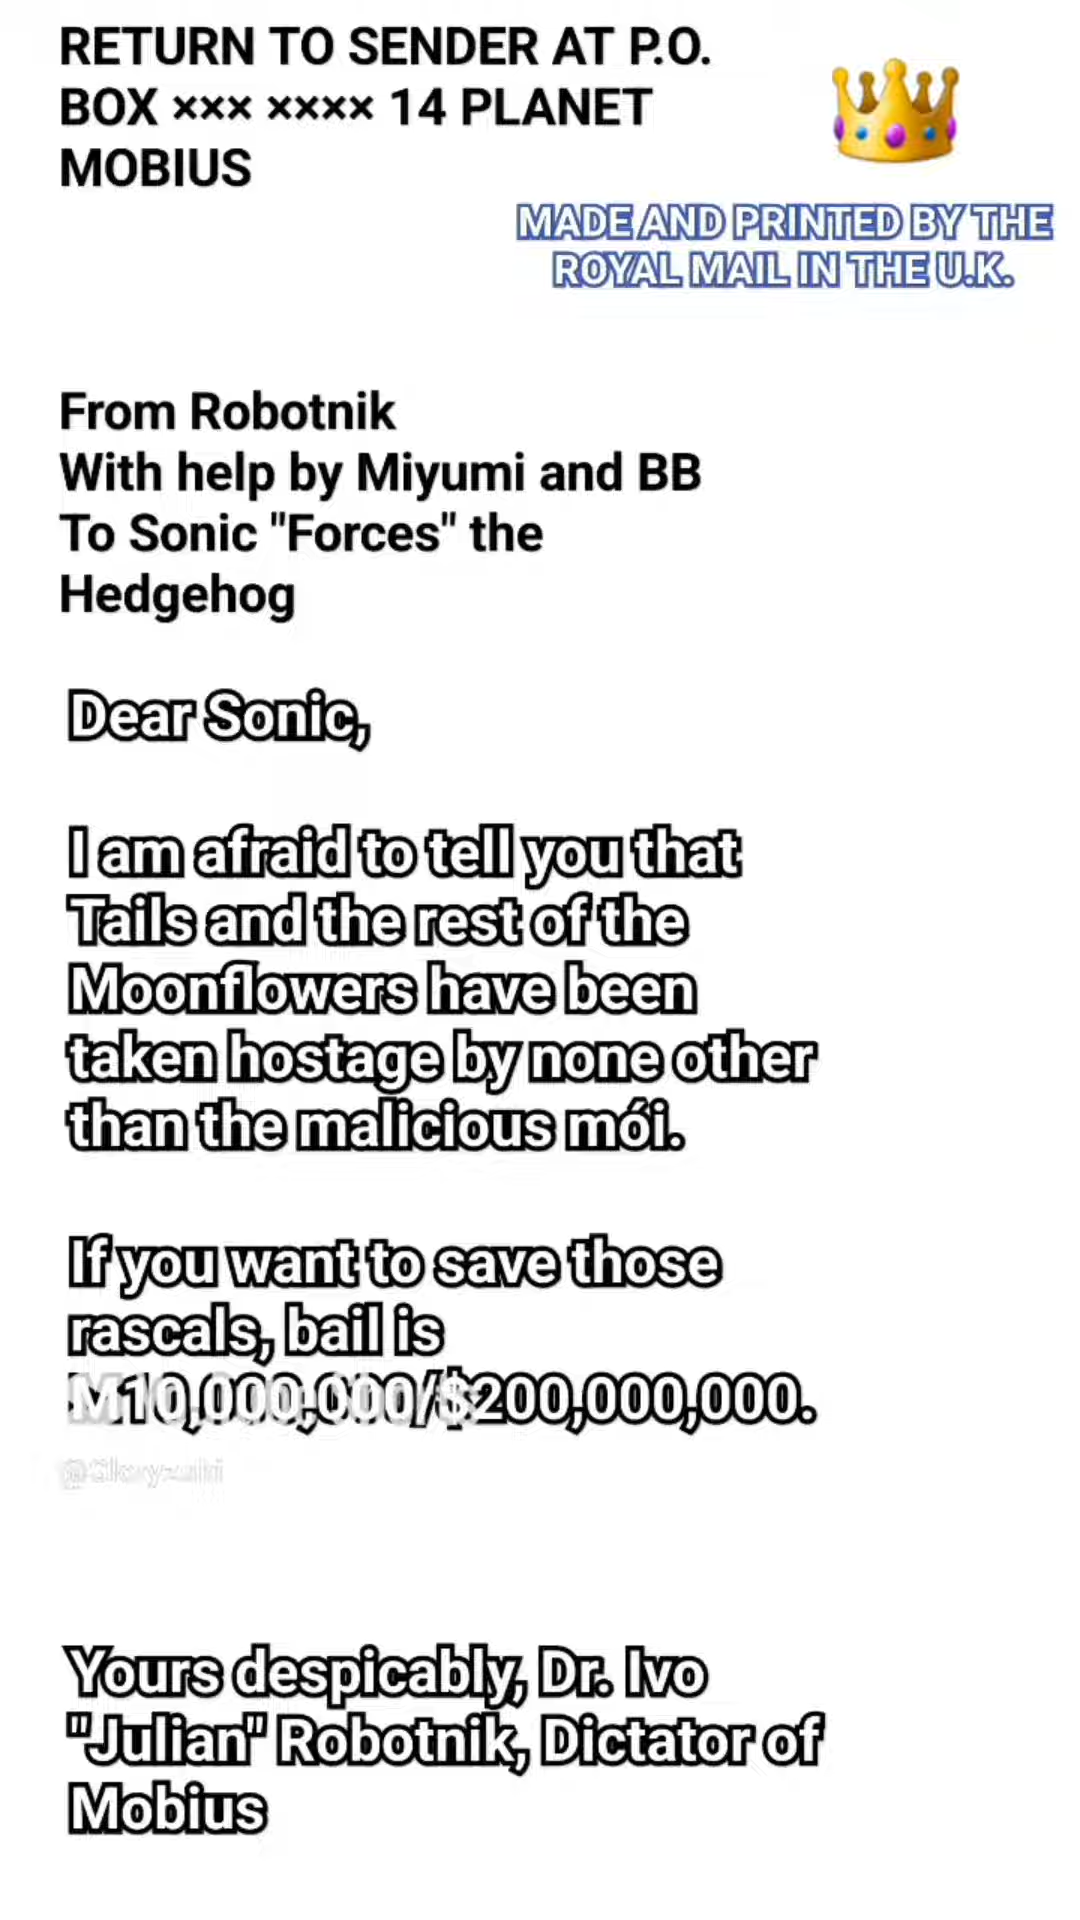 RETURN TO SENDER AT P.O.
BOX ××× ×××× 14 PLANET
MOBIUS
MADE AND PRINTED BY THE
ROYAL MAIL IN THE U.K.
From Robotnik
With help by Miyumi and BB
To Sonic "Forces" the
Hedgehog
Dear Sonic,
I am afraid to tell you that
Tails and the rest of the
Moonflowers have been
taken hostage by none other
than the malicious mói.
If you want to save those
rascals, bail is
M10,000,000/$200,000,000.
Yours despicably, Dr. Ivo
"Julian" Robotnik, Dictator of
Mobius